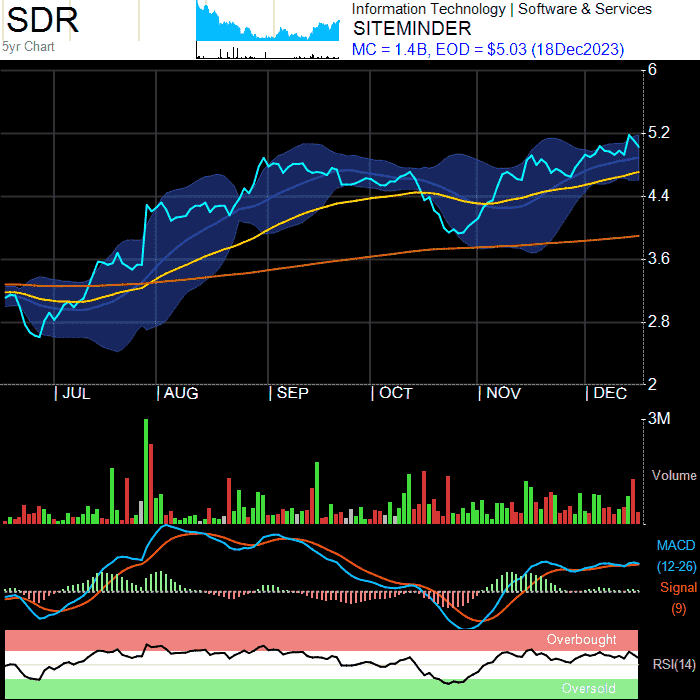 SDR
5yr Chart
Information Technology | Software & Services
SITEMINDER
MC = 1.4B, EOD = $5.03 (18Dec2023)
6
5.2
4.4
3.6
2.8
2
JUL AUG SEP OCT NOV DEC
3M
Volume
MACD
(12-26)
Signal
(9)
Overbought
RSI(14)
Oversold